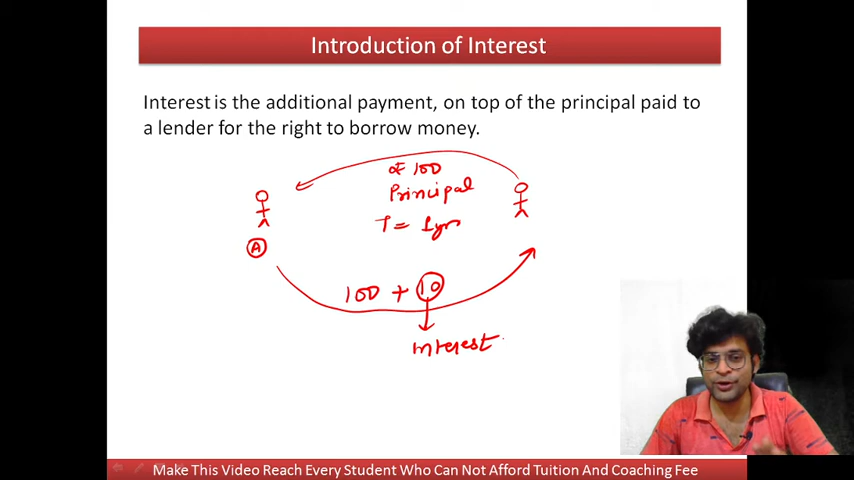 Introduction of Interest
Interest is the additional payment, on top of the principal paid to
a lender for the right to borrow money.
₹ 100
Principal
T = 1yr
A
100 + 10
interest
Make This Video Reach Every Student Who Can Not Afford Tuition And Coaching Fee